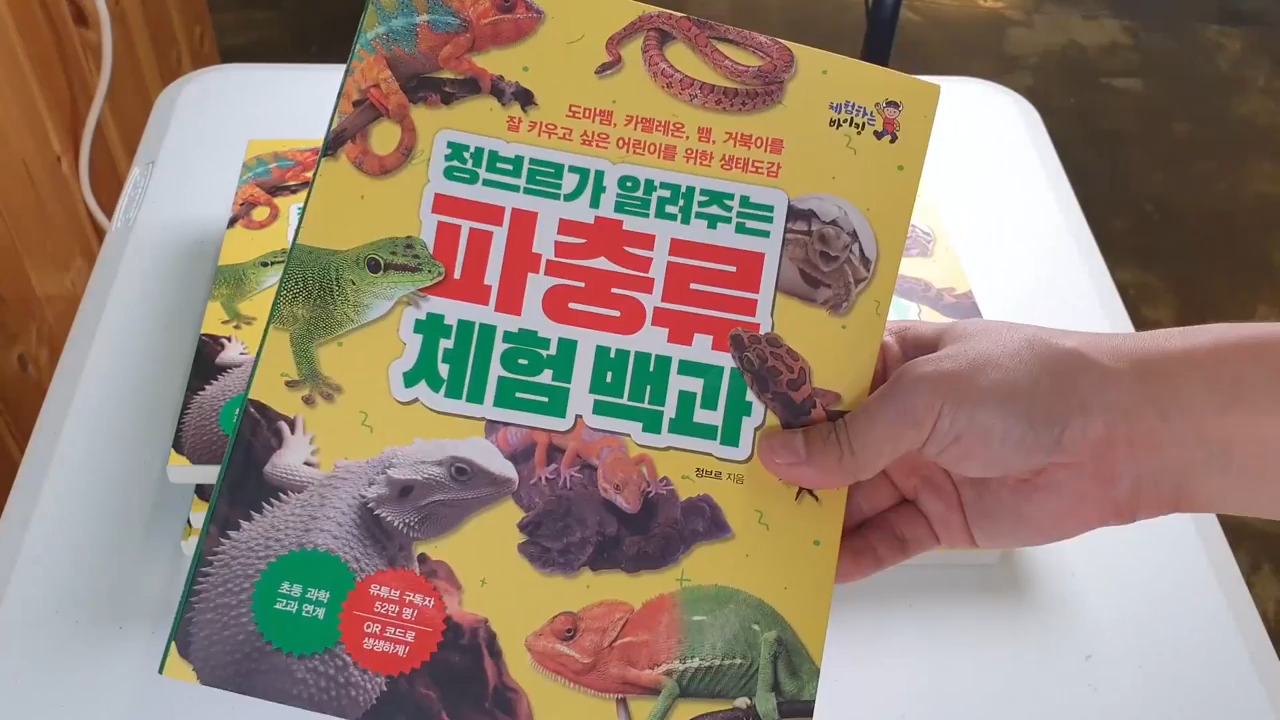 체험하는
바이킹
도마뱀, 카멜레온, 뱀, 거북이를
잘 키우고 싶은 어린이를 위한 생태도감
정브르가 알려주는
파충류
체험 백과
정브르 지음
초등 과학
교과 연계
유튜브 구독자
52만 명!
QR 코드로
생생하게!